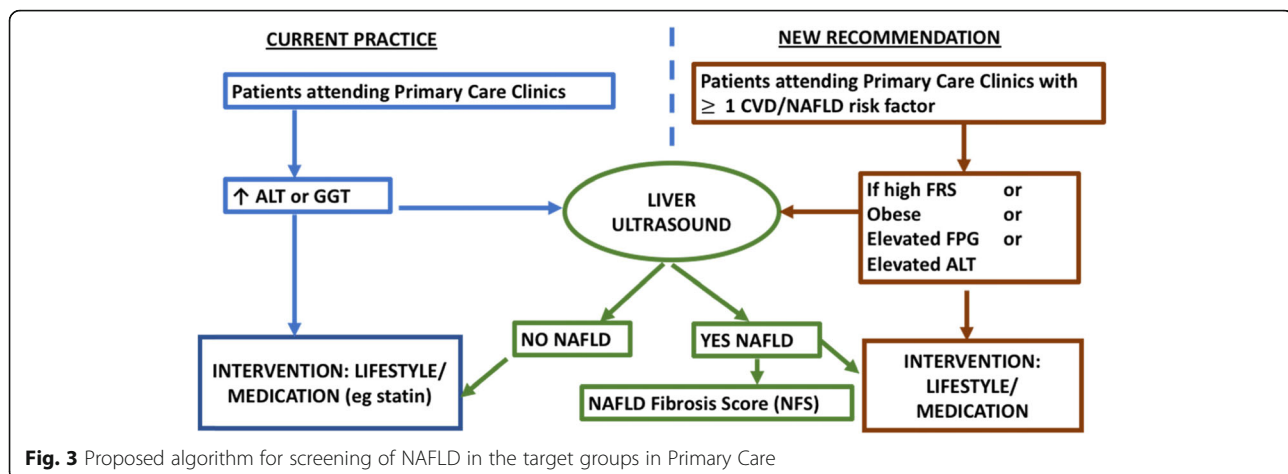 CURRENT PRACTICE
Patients attending Primary Care Clinics
↑ ALT or GGT
INTERVENTION: LIFESTYLE/
MEDICATION (eg statin)
LIVER
ULTRASOUND
NO NAFLD
YES NAFLD
NAFLD Fibrosis Score (NFS)
NEW RECOMMENDATION
Patients attending Primary Care Clinics with
≥ 1 CVD/NAFLD risk factor
If high FRS or
Obese or
Elevated FPG or
Elevated ALT
INTERVENTION:
LIFESTYLE/
MEDICATION
Fig. 3 Proposed algorithm for screening of NAFLD in the target groups in Primary Care